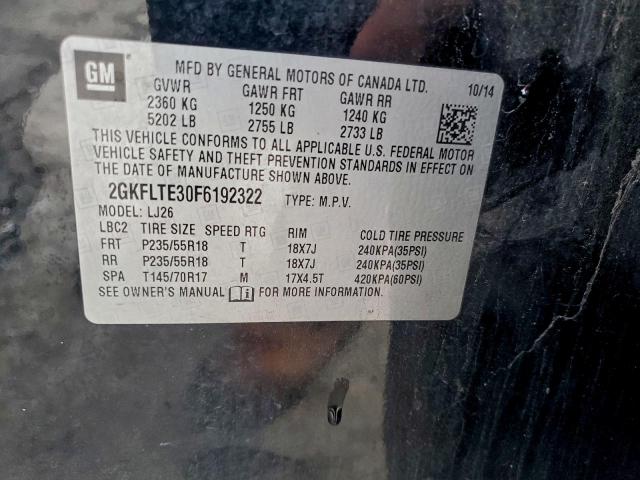 GM
MFD BY GENERAL MOTORS OF CANADA LTD. 10/14
GVWR GAWR FRT GAWR RR
2360 KG 1250 KG 1240 KG
5202 LB 2755 LB 2733 LB
THIS VEHICLE CONFORMS TO ALL APPLICABLE U.S. FEDERAL MOTOR
VEHICLE SAFETY AND THEFT PREVENTION STANDARDS IN EFFECT ON
THE DATE OF MANUFACTURE SHOWN ABOVE.
2GKFLTE30F6192322 TYPE: M.P.V.
MODEL: LJ26
LBC2 TIRE SIZE SPEED RTG RIM COLD TIRE PRESSURE
FRT P235/55R18 T 18X7J 240KPA(35PSI)
RR P235/55R18 T 18X7J 240KPA(35PSI)
SPA T145/70R17 M 17X4.5T 420KPA(60PSI)
SEE OWNER'S MANUAL FOR MORE INFORMATION.